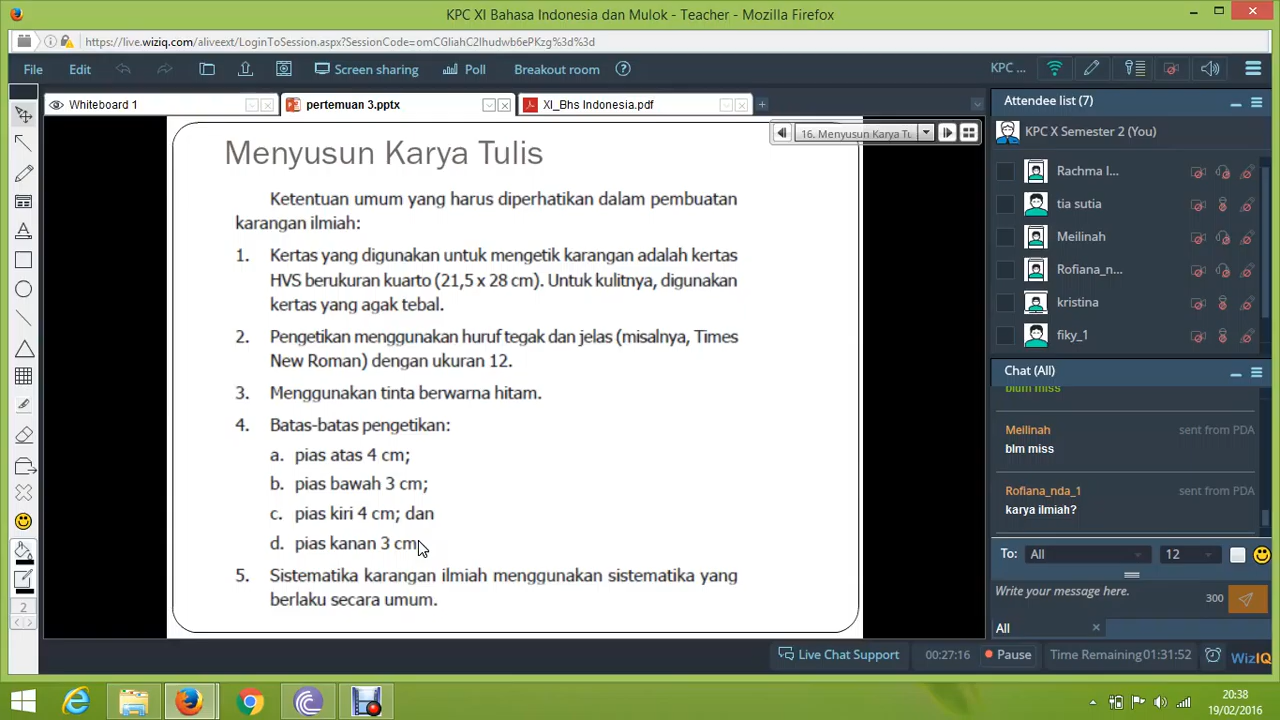 KPC XI Bahasa Indonesia dan Mulok - Teacher - Mozilla Firefox
https://live.wiziq.com/aliveext/LoginToSession.aspx?SessionCode=omCGliahC2lhudwb6ePKzg%3d%3d
File Edit Screen sharing Poll Breakout room KPC ...
Whiteboard 1 pertemuan 3.pptx XI_Bhs Indonesia.pdf
16. Menyusun Karya Tu
Menyusun Karya Tulis
Ketentuan umum yang harus diperhatikan dalam pembuatan
karangan ilmiah:
1. Kertas yang digunakan untuk mengetik karangan adalah kertas
HVS berukuran kuarto (21,5 x 28 cm). Untuk kulitnya, digunakan
kertas yang agak tebal.
2. Pengetikan menggunakan huruf tegak dan jelas (misalnya, Times
New Roman) dengan ukuran 12.
3. Menggunakan tinta berwarna hitam.
4. Batas-batas pengetikan:
a. pias atas 4 cm;
b. pias bawah 3 cm;
c. pias kiri 4 cm; dan
d. pias kanan 3 cm
5. Sistematika karangan ilmiah menggunakan sistematika yang
berlaku secara umum.
2
Attendee list (7)
KPC X Semester 2 (You)
Rachma I...
tia sutia
Meilinah
Rofiana_n...
kristina
fiky_1
Chat (All)
blum miss
Meilinah sent from PDA
blm miss
Rofiana_nda_1 sent from PDA
karya ilmiah?
To: All 12
Write your message here. 300
All
Live Chat Support 00:27:16 Pause Time Remaining01:31:52 WizIQ
20:38
19/02/2016